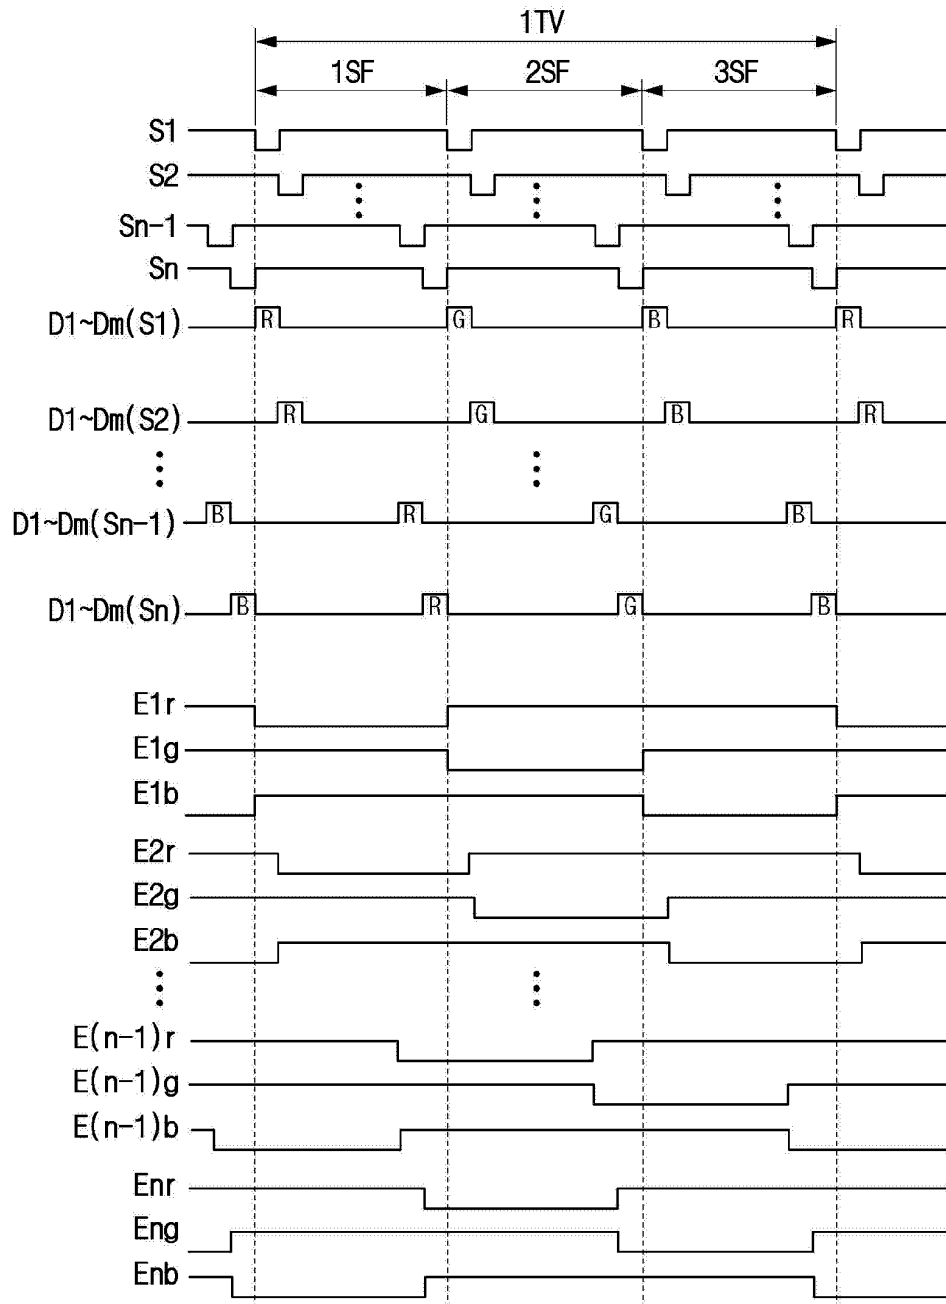 1TV
1SF 2SF 3SF
S1
S2
Sn-1
Sn
D1~Dm(S1) R G B R
D1~Dm(S2) R G B R
D1~Dm(Sn-1) B R G B
D1~Dm(Sn) B R G B
E1r
E1g
E1b
E2r
E2g
E2b
E(n-1)r
E(n-1)g
E(n-1)b
Enr
Eng
Enb